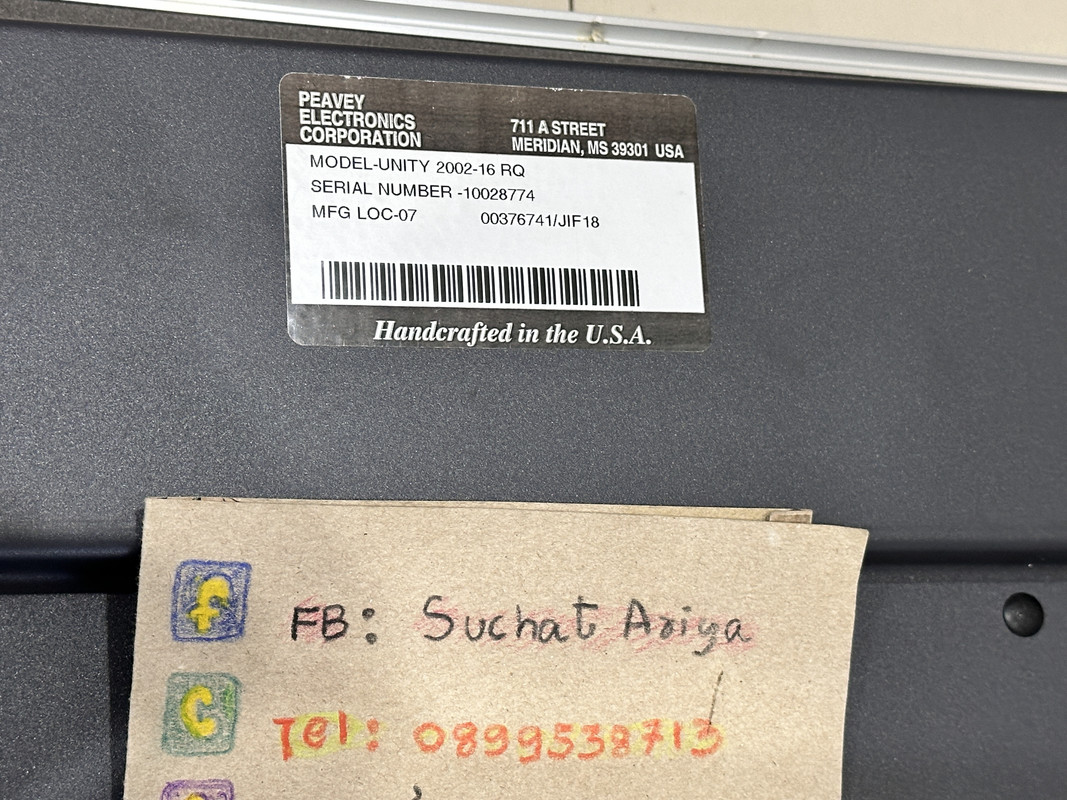 PEAVEY
ELECTRONICS
CORPORATION
711 A STREET
MERIDIAN, MS 39301 USA
MODEL-UNITY 2002-16 RQ
SERIAL NUMBER -10028774
MFG LOC-07 00376741/JIF18
Handcrafted in the U.S.A.
f FB: Suchat Ariya
C Tel: 0899538713